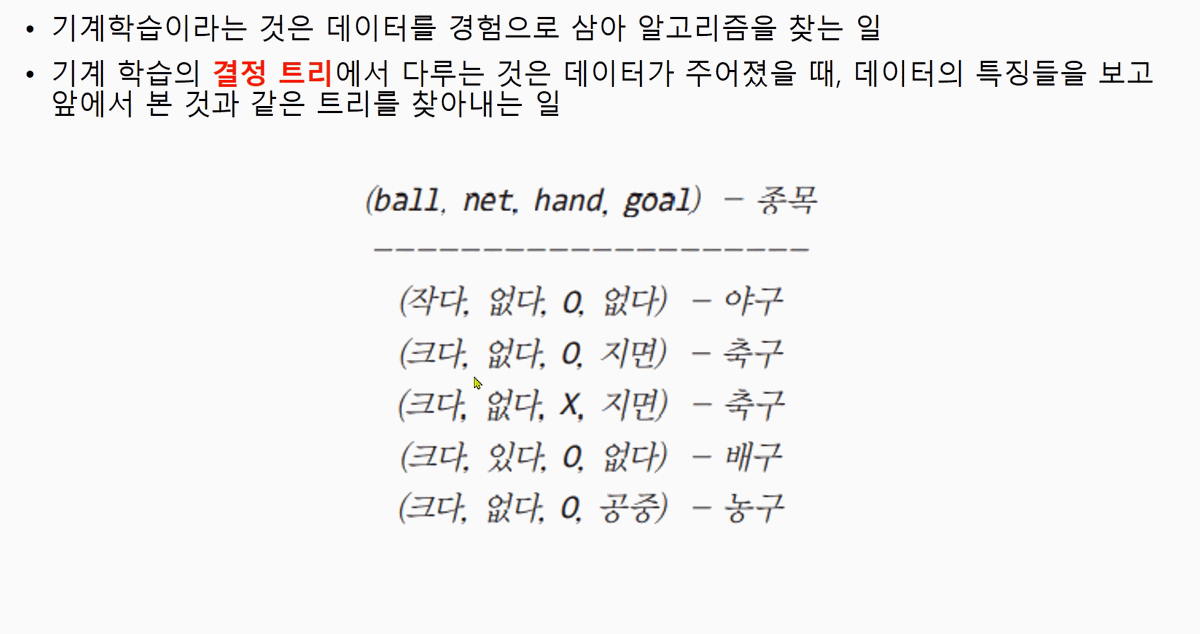 • 기계학습이라는 것은 데이터를 경험으로 삼아 알고리즘을 찾는 일
• 기계 학습의 결정 트리에서 다루는 것은 데이터가 주어졌을 때, 데이터의 특징들을 보고
앞에서 본 것과 같은 트리를 찾아내는 일
(ball, net, hand, goal) - 종목
--------------------
(작다, 없다, O, 없다) - 야구
(크다, 없다, O, 지면) - 축구
(크다, 없다, X, 지면) - 축구
(크다, 있다, O, 없다) - 배구
(크다, 없다, O, 공중) - 농구